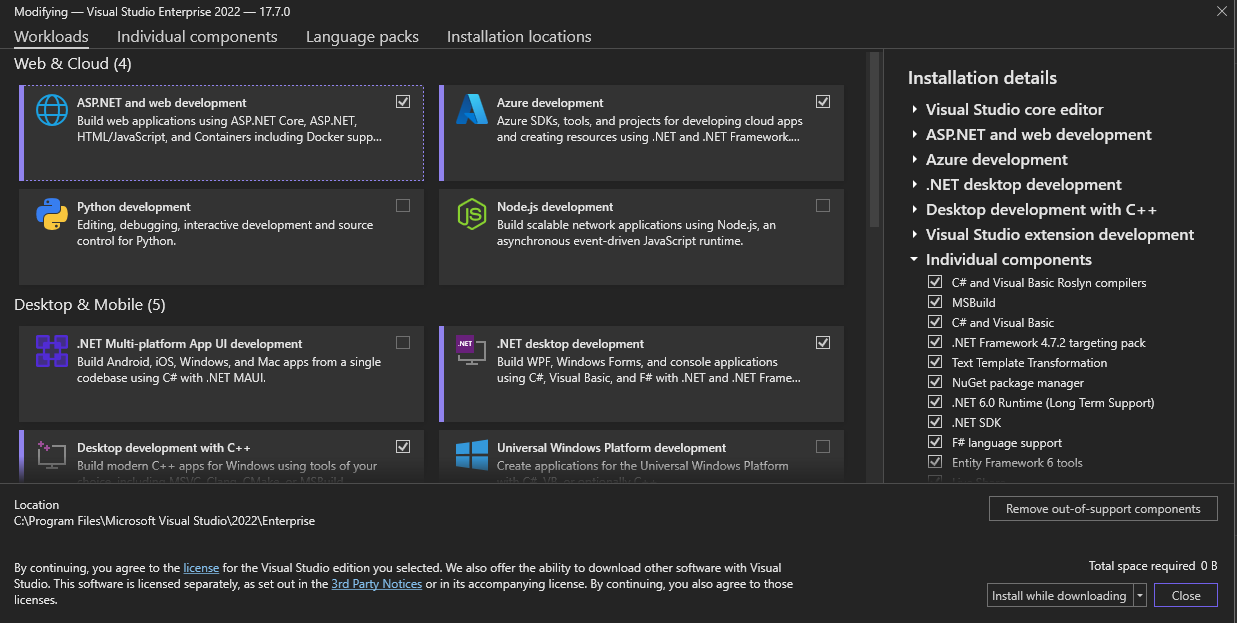 Modifying — Visual Studio Enterprise 2022 — 17.7.0
Workloads Individual components Language packs Installation locations
Web & Cloud (4)
ASP.NET and web development
Build web applications using ASP.NET Core, ASP.NET,
HTML/JavaScript, and Containers including Docker supp...
Azure development
Azure SDKs, tools, and projects for developing cloud apps
and creating resources using .NET and .NET Framework....
Python development
Editing, debugging, interactive development and source
control for Python.
Node.js development
Build scalable network applications using Node.js, an
asynchronous event-driven JavaScript runtime.
Desktop & Mobile (5)
.NET Multi-platform App UI development
Build Android, iOS, Windows, and Mac apps from a single
codebase using C# with .NET MAUI.
.NET
.NET desktop development
Build WPF, Windows Forms, and console applications
using C#, Visual Basic, and F# with .NET and .NET Frame...
Desktop development with C++
Build modern C++ apps for Windows using tools of your
choice, including MSVC, Clang, CMake, or MSBuild.
Universal Windows Platform development
Create applications for the Universal Windows Platform
with C#, VB, or optionally C++.
Installation details
Visual Studio core editor
ASP.NET and web development
Azure development
.NET desktop development
Desktop development with C++
Visual Studio extension development
Individual components
C# and Visual Basic Roslyn compilers
MSBuild
C# and Visual Basic
.NET Framework 4.7.2 targeting pack
Text Template Transformation
NuGet package manager
.NET 6.0 Runtime (Long Term Support)
.NET SDK
F# language support
Entity Framework 6 tools
Location
C:\Program Files\Microsoft Visual Studio\2022\Enterprise
Remove out-of-support components
By continuing, you agree to the license for the Visual Studio edition you selected. We also offer the ability to download other software with Visual
Studio. This software is licensed separately, as set out in the 3rd Party Notices or in its accompanying license. By continuing, you also agree to those
licenses.
Total space required 0 B
Install while downloading
Close